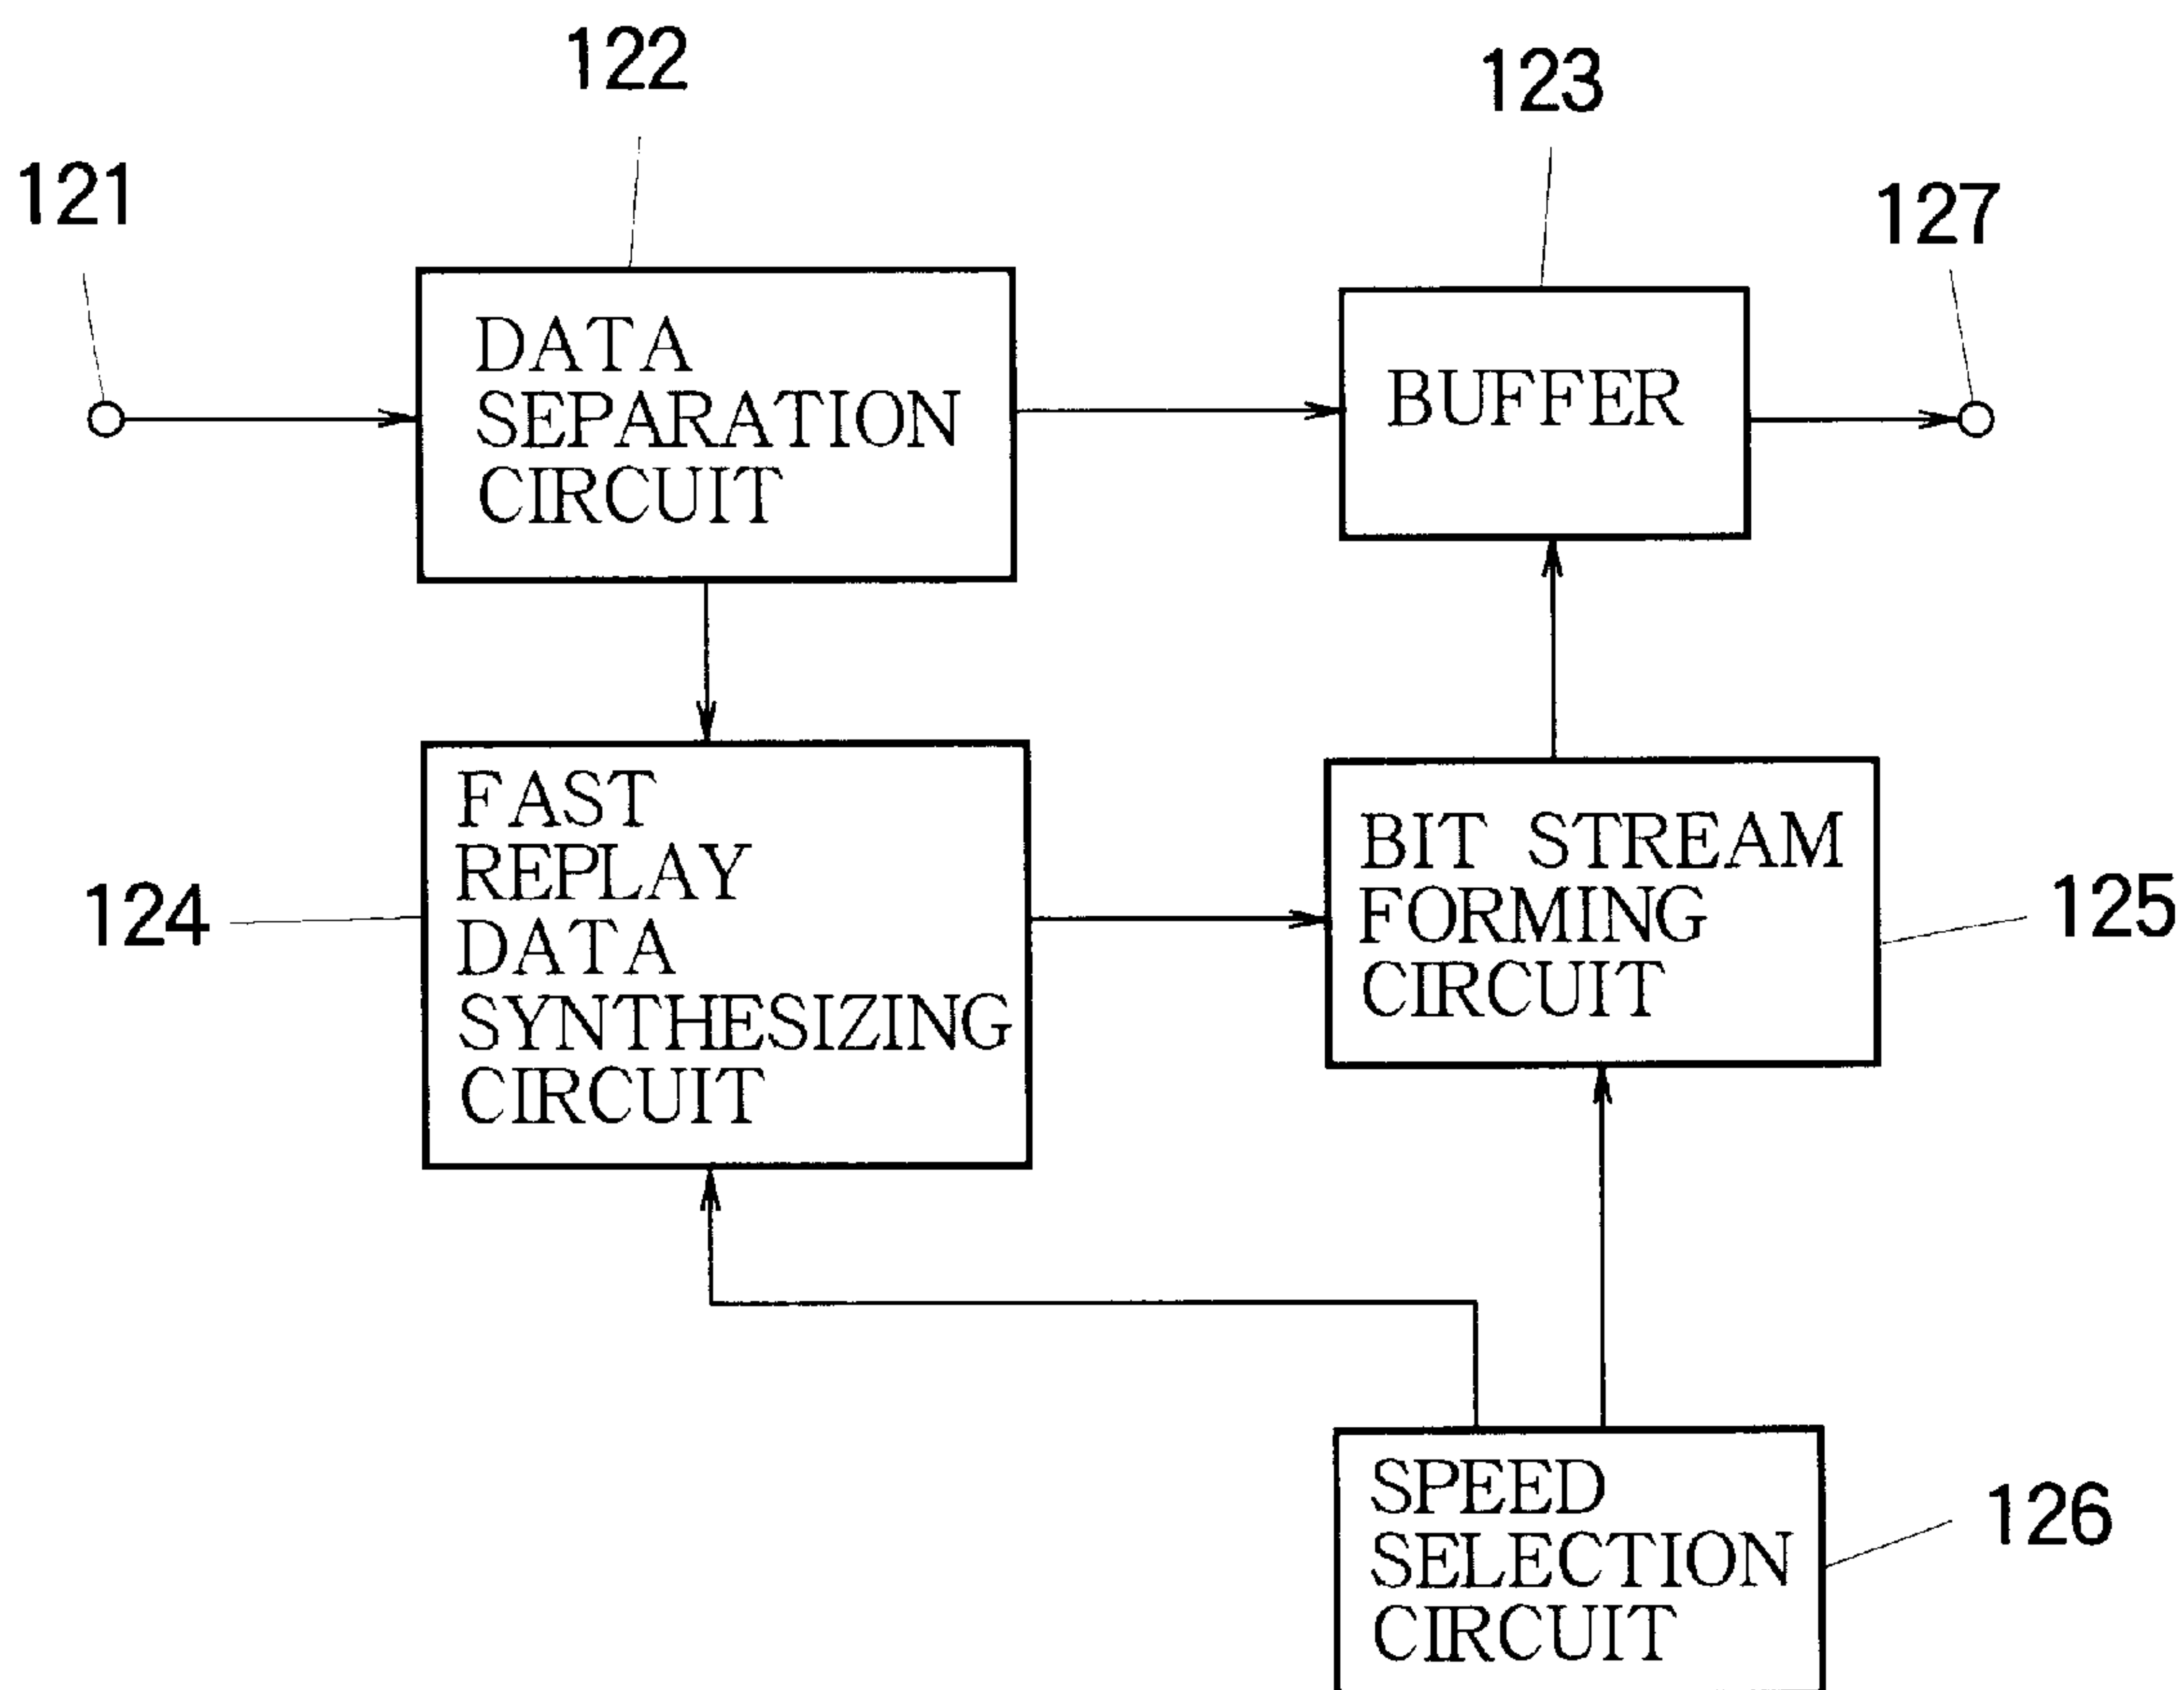 122
123
121
127
DATA
SEPARATION
CIRCUIT
BUFFER
FAST
REPLAY
DATA
SYNTHESIZING
CIRCUIT
124
BIT STREAM
FORMING
CIRCUIT
125
SPEED
SELECTION
CIRCUIT
126